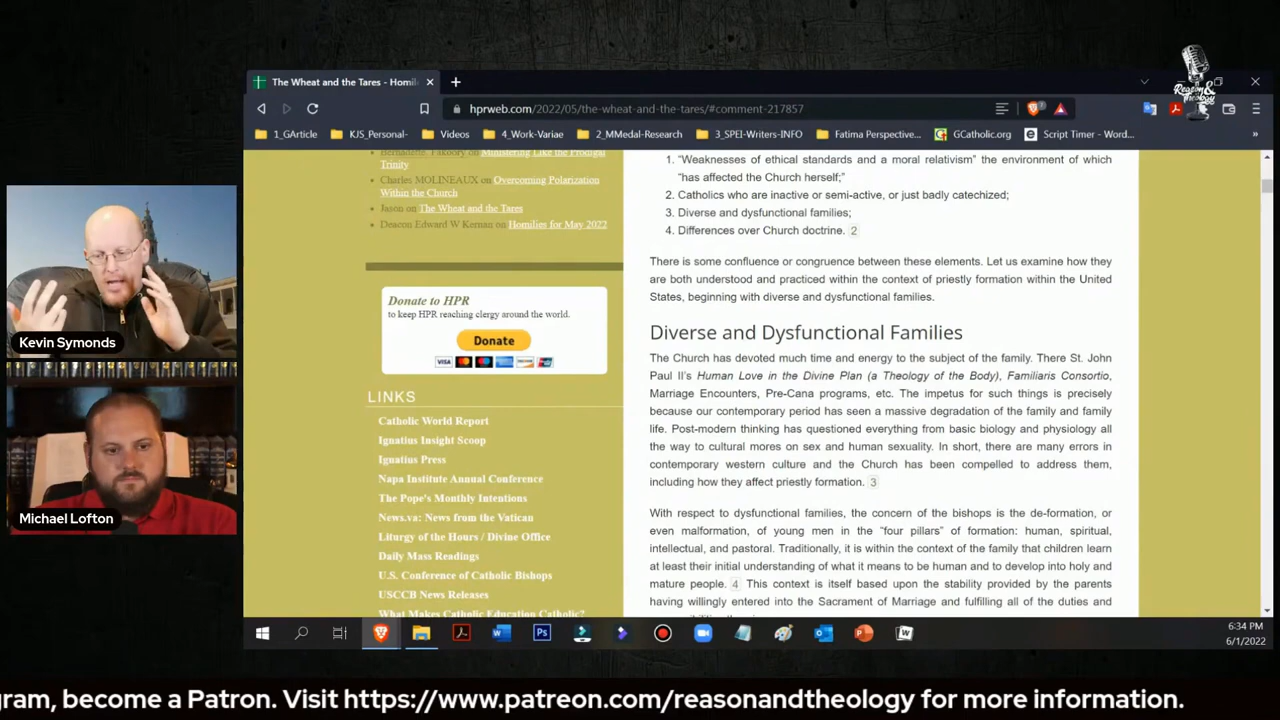 Reason &
Theology
The Wheat and the Tares - Homil
hprweb.com/2022/05/the-wheat-and-the-tares/#comment-217857
1_GArticle
KJS_Personal-
Videos
4_Work-Variae
2_MMedal-Research
3_SPEI-Writers-INFO
Fatima Perspective...
GCatholic.org
Script Timer - Brow...
Bernadette Takoory on Ministering Like the Prodigal
Trinity
Charles MOLINEAUX on Overcoming Polarization
Within the Church
Jason on The Wheat and the Tares
Deacon Edward W Kernan on Homilies for May 2022
Donate to HPR
to keep HPR reaching clergy around the world.
Donate
VISA
LINKS
Catholic World Report
Ignatius Insight Scoop
Ignatius Press
Napa Institute Annual Conference
The Pope's Monthly Intentions
News.va: News from the Vatican
Liturgy of the Hours / Divine Office
Daily Mass Readings
U.S. Conference of Catholic Bishops
USCCB News Releases
What Makes Catholic Education Catholic?
1. “Weaknesses of ethical standards and a moral relativism” the environment of which
“has affected the Church herself;”
2. Catholics who are inactive or semi-active, or just badly catechized;
3. Diverse and dysfunctional families;
4. Differences over Church doctrine. 2
There is some confluence or congruence between these elements. Let us examine how they
are both understood and practiced within the context of priestly formation within the United
States, beginning with diverse and dysfunctional families.
Diverse and Dysfunctional Families
The Church has devoted much time and energy to the subject of the family. There St. John
Paul II’s Human Love in the Divine Plan (a Theology of the Body), Familiaris Consortio,
Marriage Encounters, Pre-Cana programs, etc. The impetus for such things is precisely
because our contemporary period has seen a massive degradation of the family and family
life. Post-modern thinking has questioned everything from basic biology and physiology all
the way to cultural mores on sex and human sexuality. In short, there are many errors in
contemporary western culture and the Church has been compelled to address them,
including how they affect priestly formation. 3
With respect to dysfunctional families, the concern of the bishops is the de-formation, or
even malformation, of young men in the “four pillars” of formation: human, spiritual,
intellectual, and pastoral. Traditionally, it is within the context of the family that children learn
at least their initial understanding of what it means to be human and to develop into holy and
mature people. 4 This context is itself based upon the stability provided by the parents
having willingly entered into the Sacrament of Marriage and fulfilling all of the duties and
Kevin Symonds
Michael Lofton
6:34 PM
6/1/2022
gram, become a Patron. Visit https://www.patreon.com/reasonandtheology for more information.